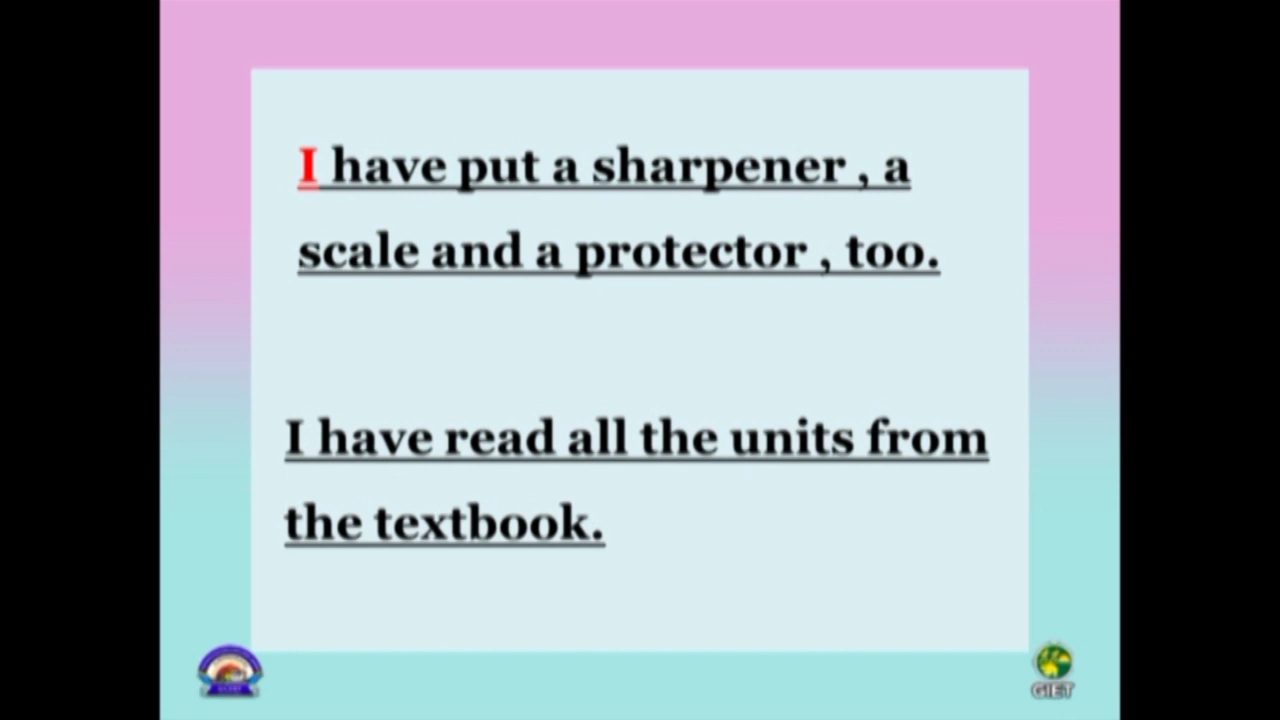 I have put a sharpener , a
scale and a protector , too.
I have read all the units from
the textbook.
GIET